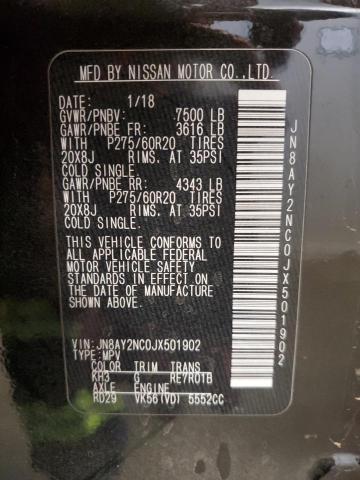 MFD BY NISSAN MOTOR CO.,LTD.
DATE: 1/18
GVWR/PNBV: 7500 LB
GAWR/PNBE FR: 3616 LB
WITH P275/60R20 TIRES
20X8J RIMS, AT 35PSI
COLD SINGLE.
GAWR/PNBE RR: 4343 LB
WITH P275/60R20 TIRES
20X8J RIMS, AT 35PSI
COLD SINGLE.
THIS VEHICLE CONFORMS TO
ALL APPLICABLE FEDERAL
MOTOR VEHICLE SAFETY
STANDARDS IN EFFECT ON
THE DATE OF MANUFACTURE
SHOWN ABOVE.
VIN: JN8AY2NC0JX501902
TYPE: MPV
COLOR TRIM TRANS
KH3 G RE7R01B
AXLE ENGINE
RD29 VK56(VD) 5552CC
JN8AY2NC0JX501902